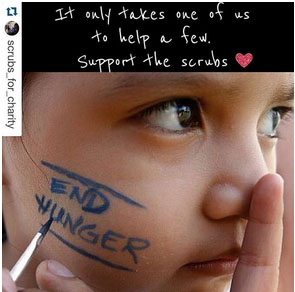 It only takes one of us
to help a few.
Support the scrubs
scrubs_for_charity
END
HUNGER